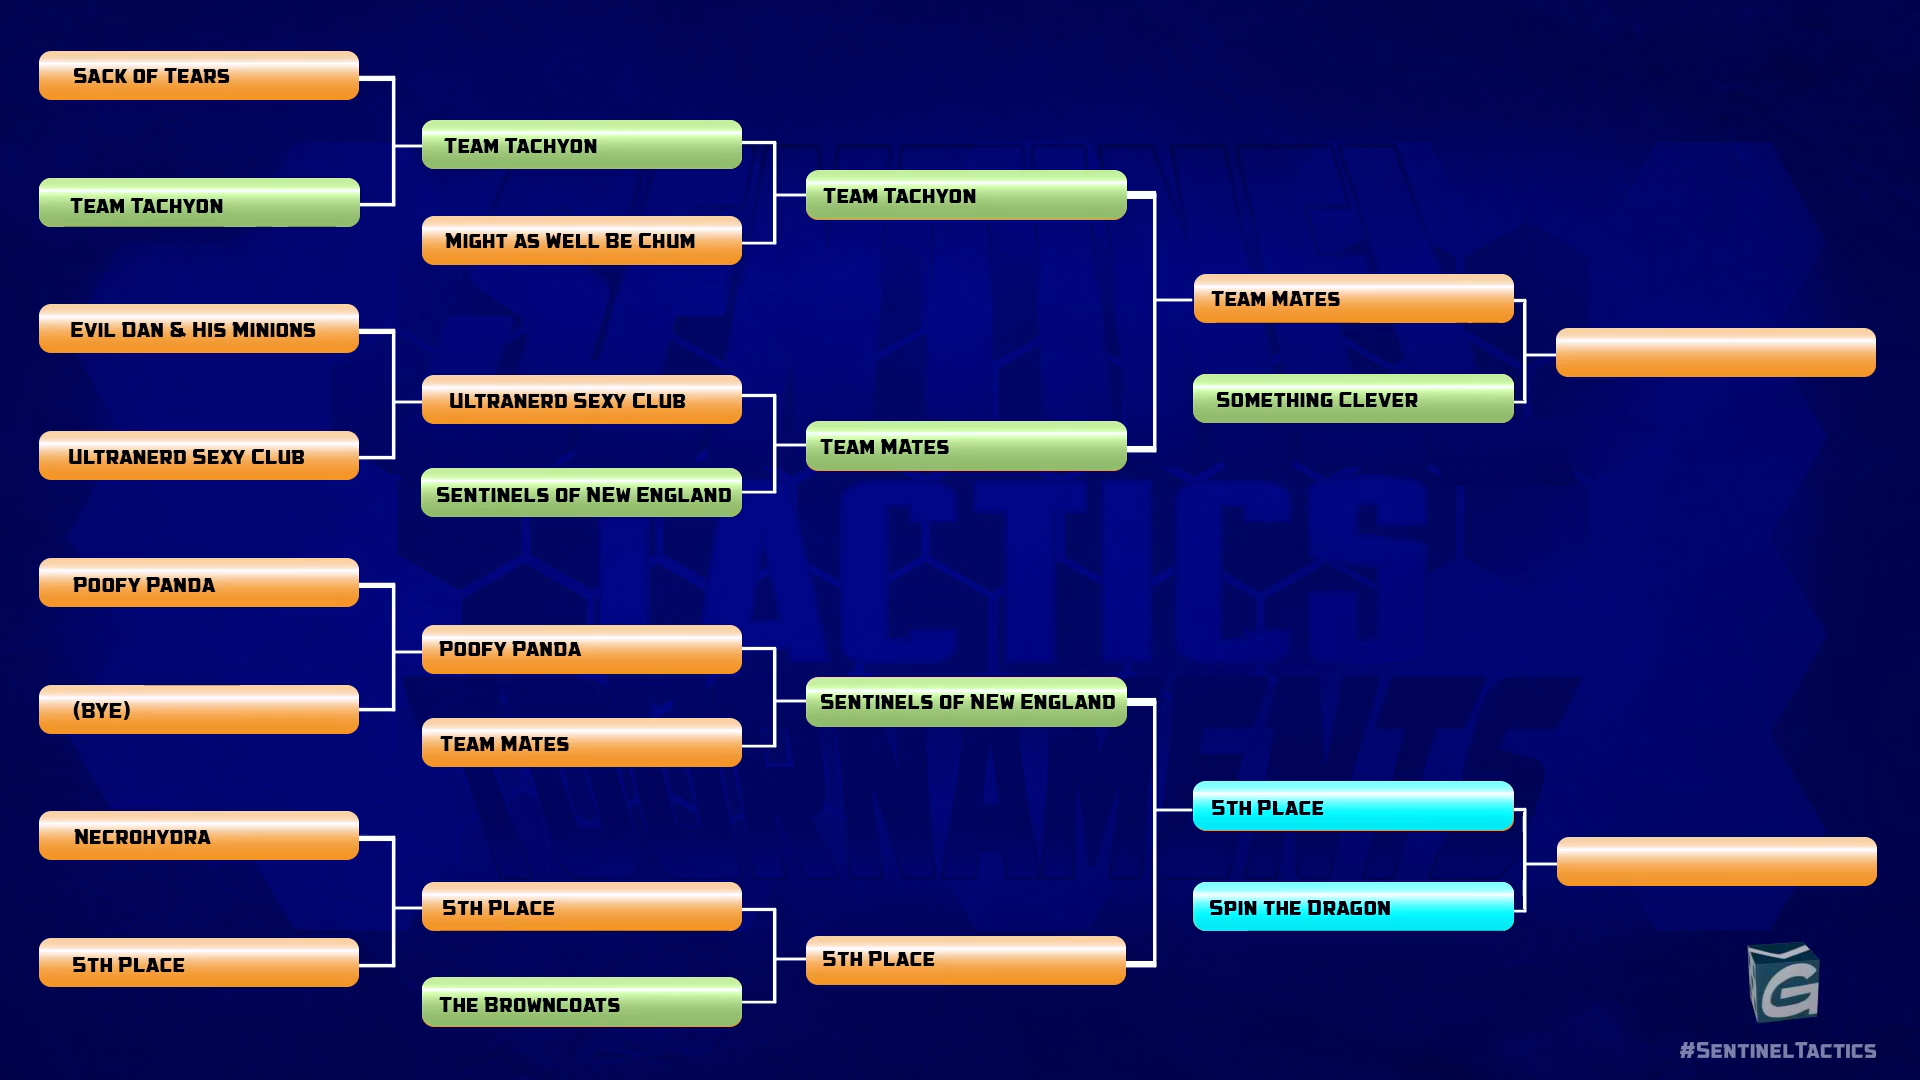 Sack of Tears
Team Tachyon
Evil Dan & His Minions
Ultranerd Sexy Club
Poofy Panda
(BYE)
Necrohydra
5th Place
Team Tachyon
Might as Well Be Chum
Ultranerd Sexy Club
Sentinels of New England
Poofy Panda
Team Mates
5th Place
The Browncoats
Team Tachyon
Team Mates
Sentinels of New England
5th Place
Team Mates
Something Clever
5th Place
Spin the Dragon
SENTINEL
TACTICS
TOURNAMENTS
G
#SentinelTactics